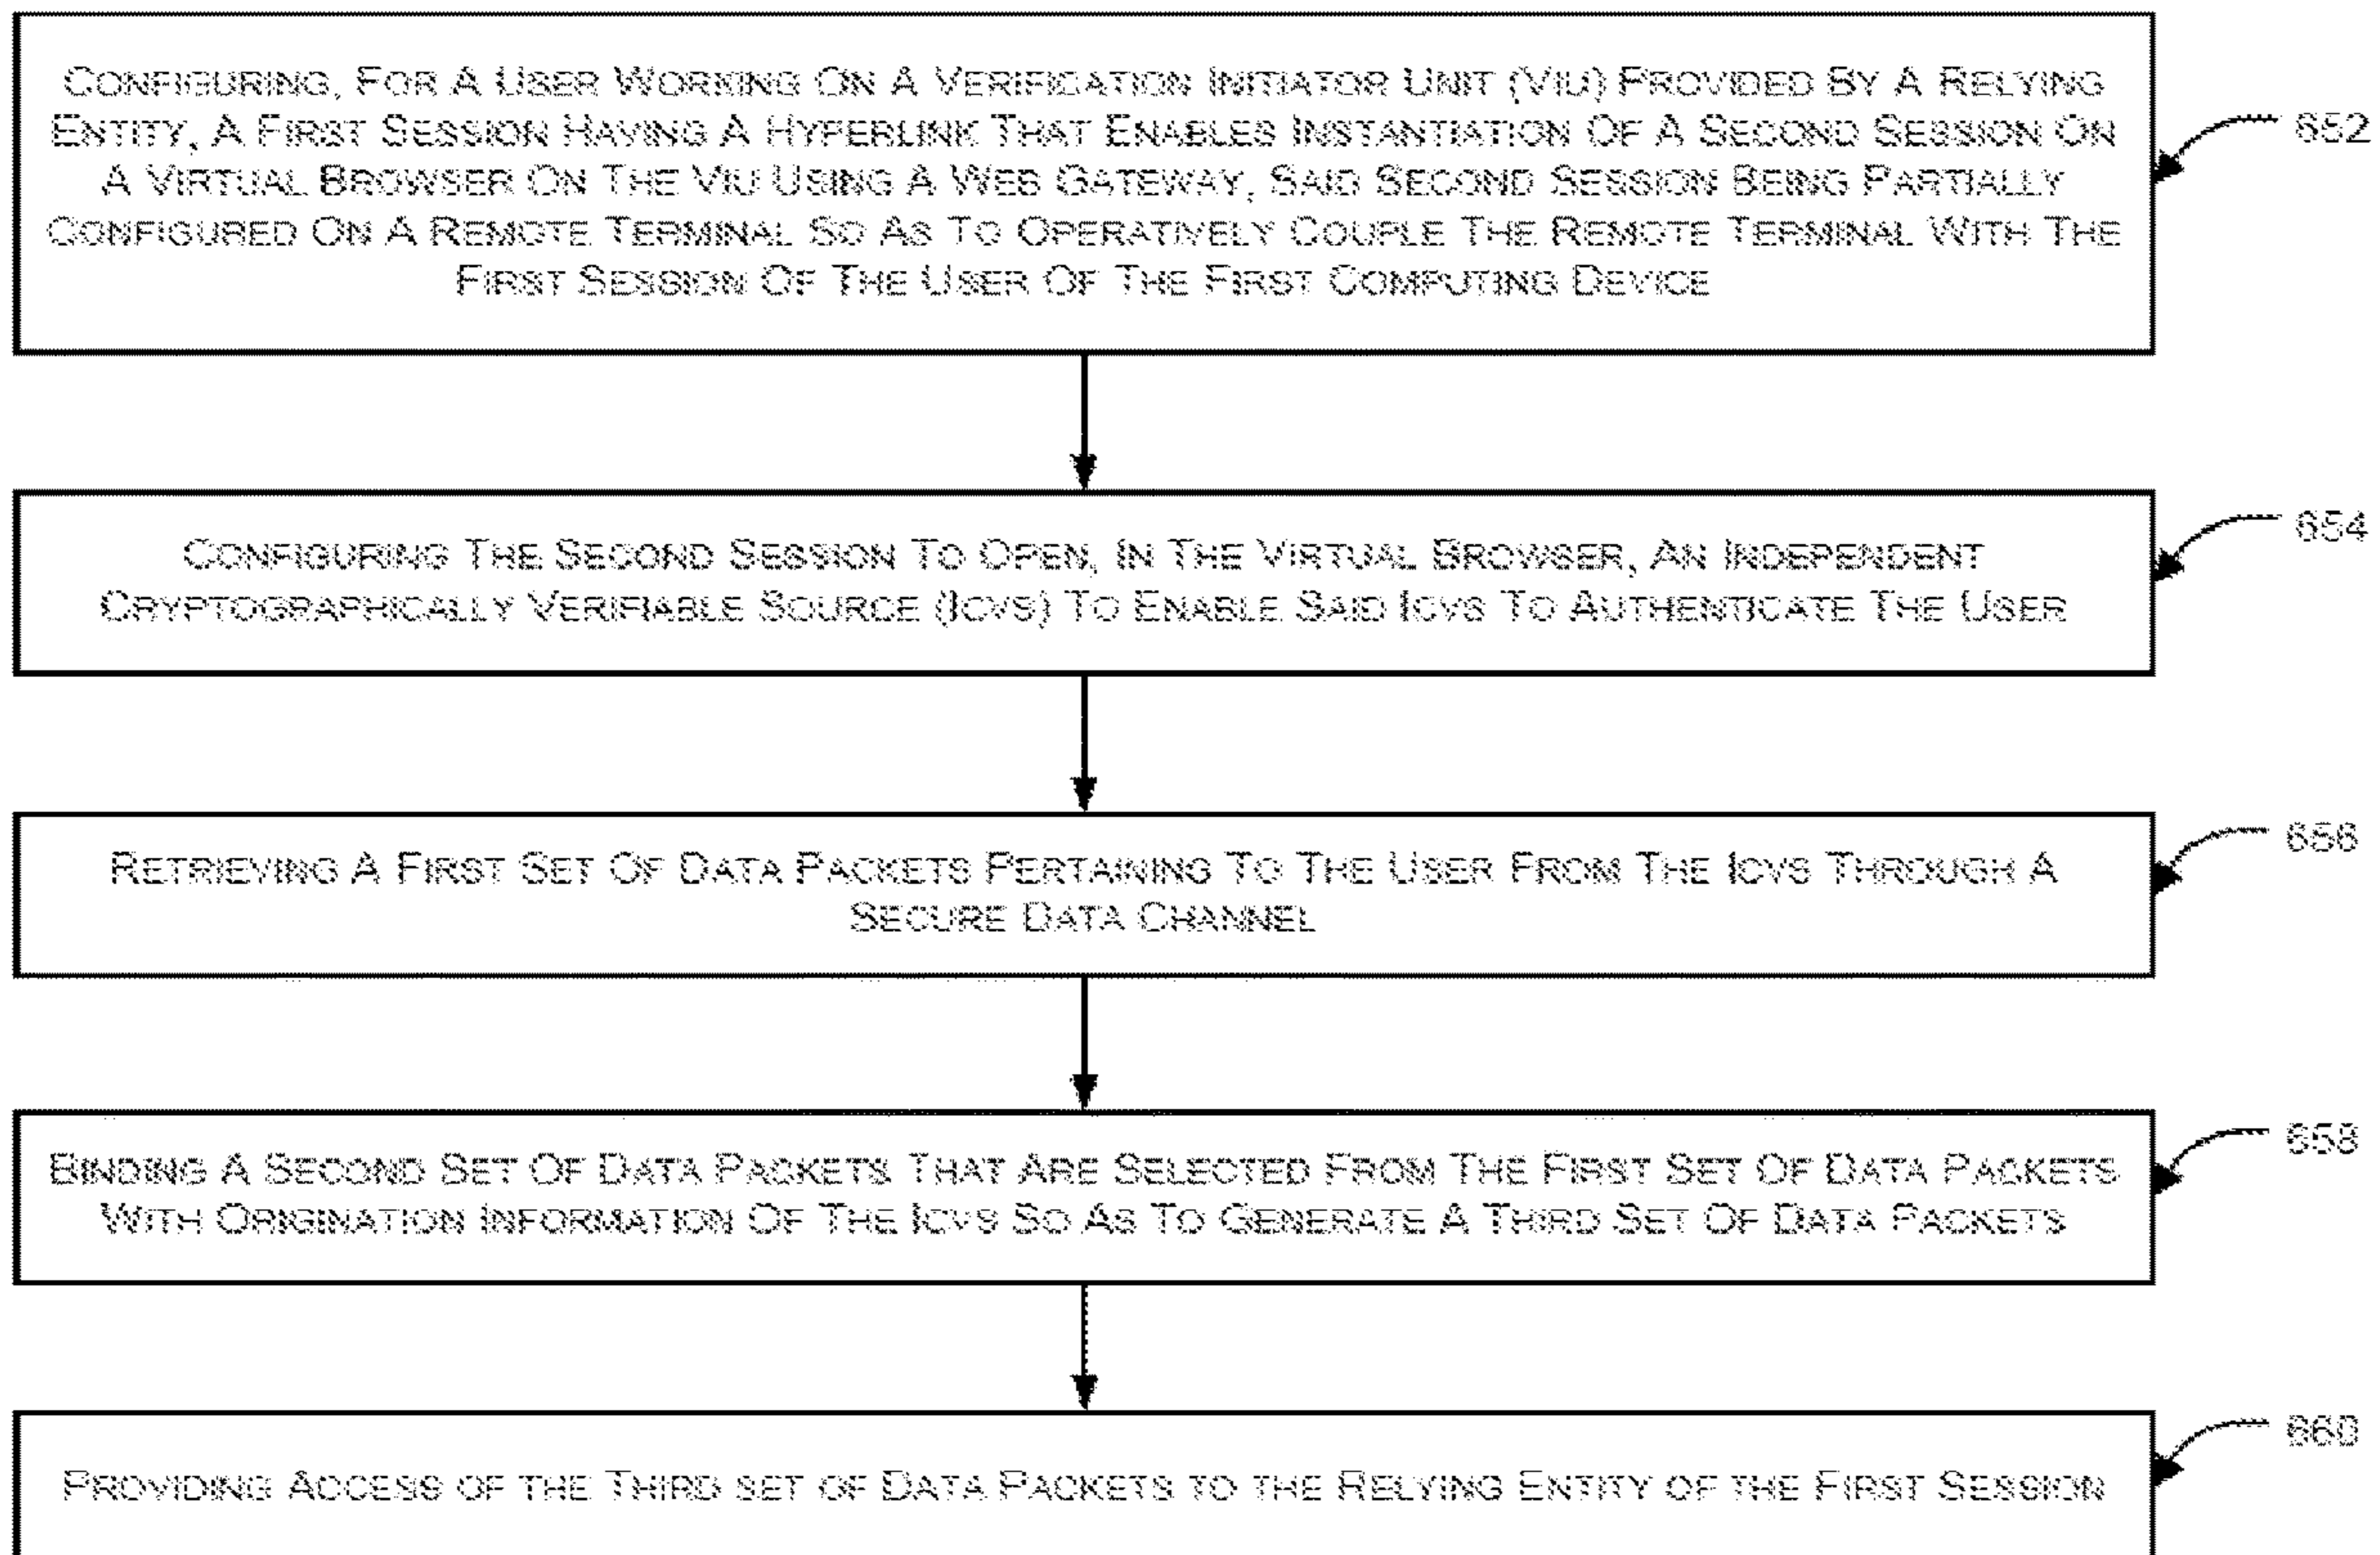 CONFIGURING, FOR A USER WORKING ON A VERIFICATION INITIATOR UNIT (VIU) PROVIDED BY A RELYING
ENTITY, A FIRST SESSION HAVING A HYPERLINK THAT ENABLES INSTANTIATION OF A SECOND SESSION ON
A VIRTUAL BROWSER ON THE VIU USING A WEB GATEWAY, SAID SECOND SESSION BEING PARTIALLY
CONFIGURED ON A REMOTE TERMINAL SO AS TO OPERATIVELY COUPLE THE REMOTE TERMINAL WITH THE
FIRST SESSION OF THE USER OF THE FIRST COMPUTING DEVICE
652
CONFIGURING THE SECOND SESSION TO OPEN, IN THE VIRTUAL BROWSER, AN INDEPENDENT
CRYPTOGRAPHICALLY VERIFIABLE SOURCE (ICVS) TO ENABLE SAID ICVS TO AUTHENTICATE THE USER
654
RETRIEVING A FIRST SET OF DATA PACKETS PERTAINING TO THE USER FROM THE ICVS THROUGH A
SECURE DATA CHANNEL
656
BINDING A SECOND SET OF DATA PACKETS THAT ARE SELECTED FROM THE FIRST SET OF DATA PACKETS
WITH ORIGINATION INFORMATION OF THE ICVS SO AS TO GENERATE A THIRD SET OF DATA PACKETS
658
PROVIDING ACCESS OF THE THIRD SET OF DATA PACKETS TO THE RELYING ENTITY OF THE FIRST SESSION
660